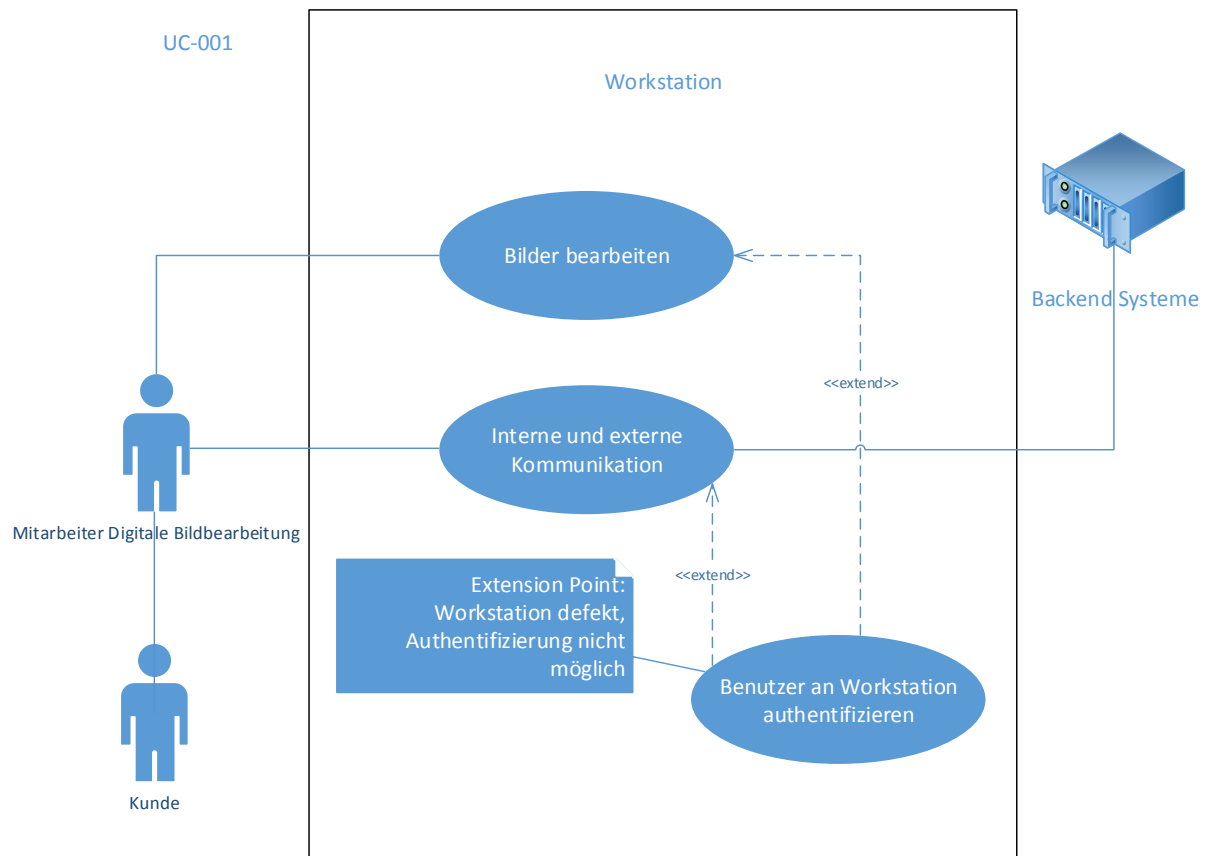 UC-001
Workstation
Bilder bearbeiten
Backend Systeme
<<extend>>
Interne und externe
Kommunikation
Mitarbeiter Digitale Bildbearbeitung
<<extend>>
Extension Point:
Workstation defekt,
Authentifizierung nicht
möglich
Benutzer an Workstation
authentifizieren
Kunde